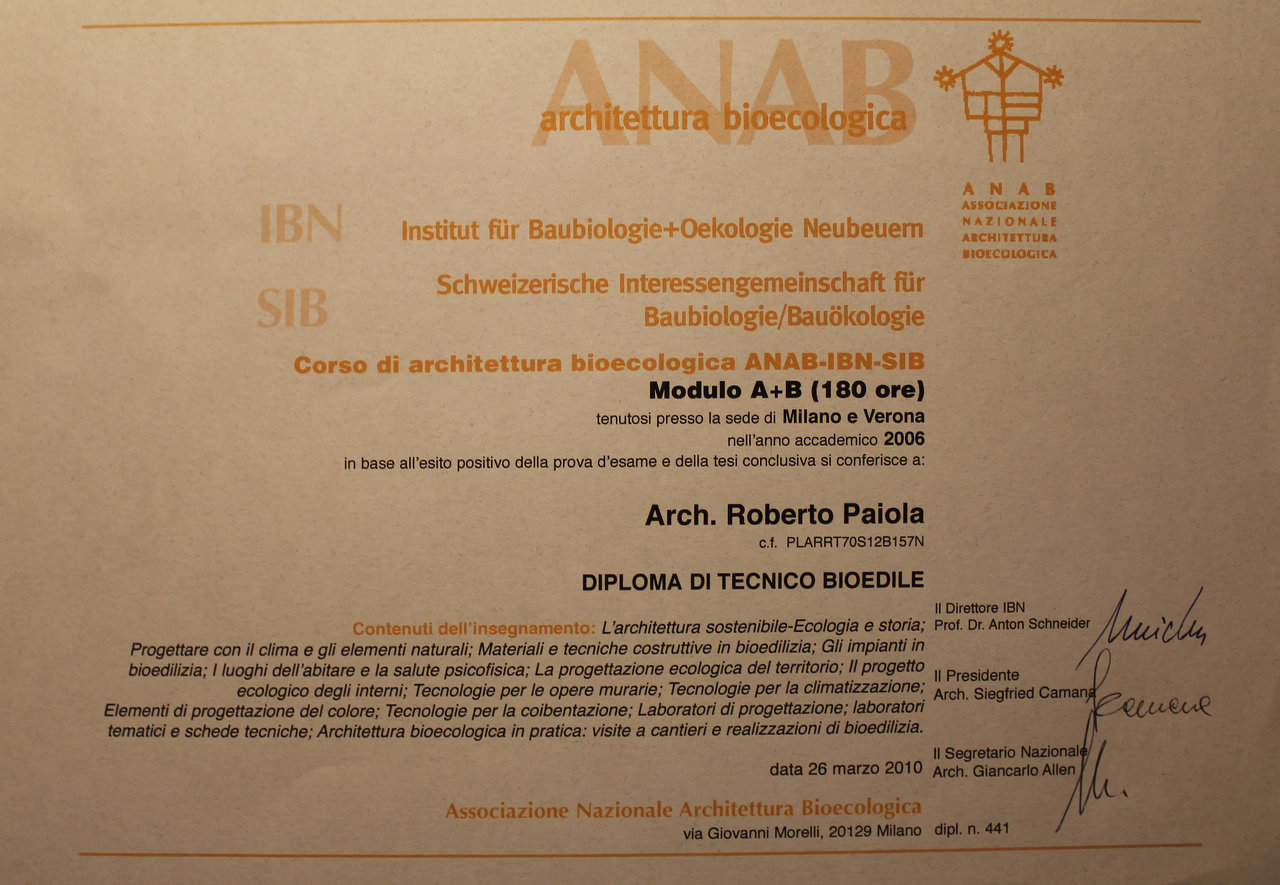 ANAB
architettura bioecologica
A N A B
ASSOCIAZIONE
NAZIONALE
ARCHITETTURA
BIOECOLOGICA
IBN
Institut für Baubiologie+Oekologie Neubeuern
SIB
Schweizerische Interessengemeinschaft für
Baubiologie/Bauökologie
Corso di architettura bioecologica ANAB-IBN-SIB
Modulo A+B (180 ore)
tenutosi presso la sede di Milano e Verona
nell'anno accademico 2006
in base all'esito positivo della prova d'esame e della tesi conclusiva si conferisce a:
Arch. Roberto Paiola
c.f. PLARRT70S12B157N
DIPLOMA DI TECNICO BIOEDILE
Contenuti dell'insegnamento: L'architettura sostenibile-Ecologia e storia;
Progettare con il clima e gli elementi naturali; Materiali e tecniche costruttive in bioedilizia; Gli impianti in
bioedilizia; I luoghi dell'abitare e la salute psicofisica; La progettazione ecologica del territorio; Il progetto
ecologico degli interni; Tecnologie per le opere murarie; Tecnologie per la climatizzazione;
Elementi di progettazione del colore; Tecnologie per la coibentazione; Laboratori di progettazione; laboratori
tematici e schede tecniche; Architettura bioecologica in pratica: visite a cantieri e realizzazioni di bioedilizia.
data 26 marzo 2010
Il Direttore IBN
Prof. Dr. Anton Schneider
Il Presidente
Arch. Siegfried Camana
Il Segretario Nazionale
Arch. Giancarlo Allen
Associazione Nazionale Architettura Bioecologica
via Giovanni Morelli, 20129 Milano
dipl. n. 441